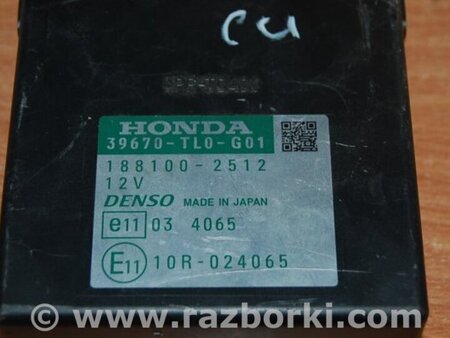 HONDA
39670-TL0-G01
188100-2512
12V
DENSO MADE IN JAPAN
e11 03 4065
E11 10R-024065
© www.razborki.com